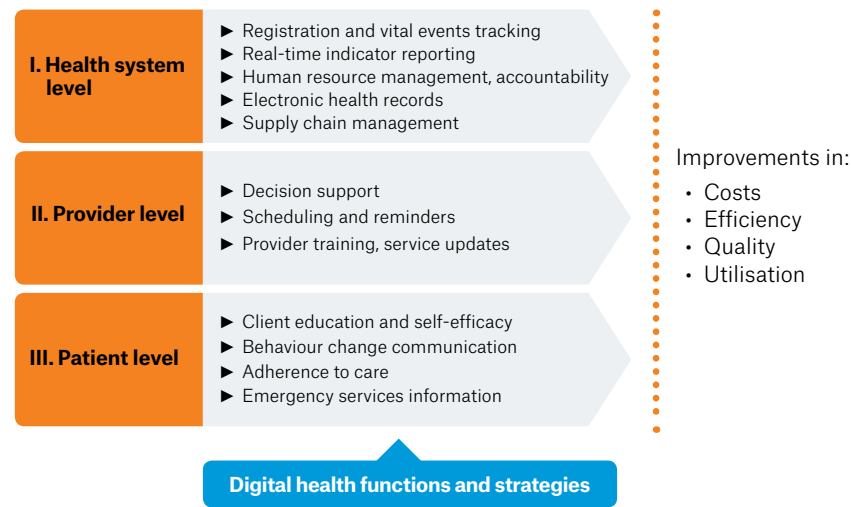 I. Health system
level
► Registration and vital events tracking
► Real-time indicator reporting
► Human resource management, accountability
► Electronic health records
► Supply chain management
II. Provider level
► Decision support
► Scheduling and reminders
► Provider training, service updates
III. Patient level
► Client education and self-efficacy
► Behaviour change communication
► Adherence to care
► Emergency services information
Improvements in:
• Costs
• Efficiency
• Quality
• Utilisation
Digital health functions and strategies